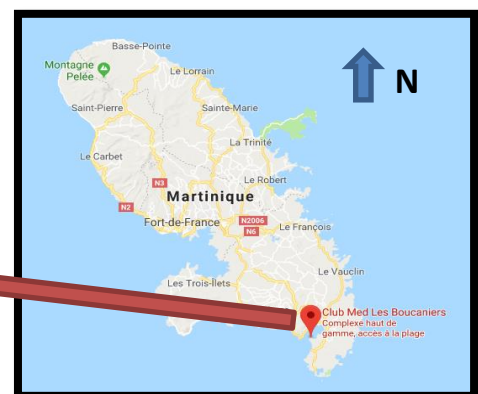 Basse-Pointe
Montagne
Pelée
Le Lorrain
N
Saint-Pierre
Sainte-Marie
La Trinité
Le Carbet
Le Robert
N3
Martinique
N2
Fort-de-France
N2006
N6
Le François
Le Vauclin
Les Trois-Îlets
Club Med Les Boucaniers
Complexe haut de
gamme, accès à la plage